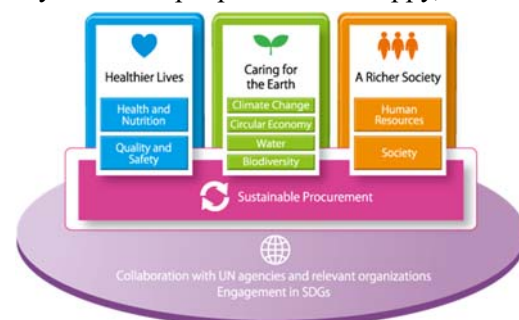 Healthier Lives
Health and
Nutrition
Quality and
Safety
Caring for
the Earth
Climate Change
Circular Economy
Water
Biodiversity
A Richer Society
Human
Resources
Society
Sustainable Procurement
Collaboration with UN agencies and relevant organizations
Engagement in SDGs